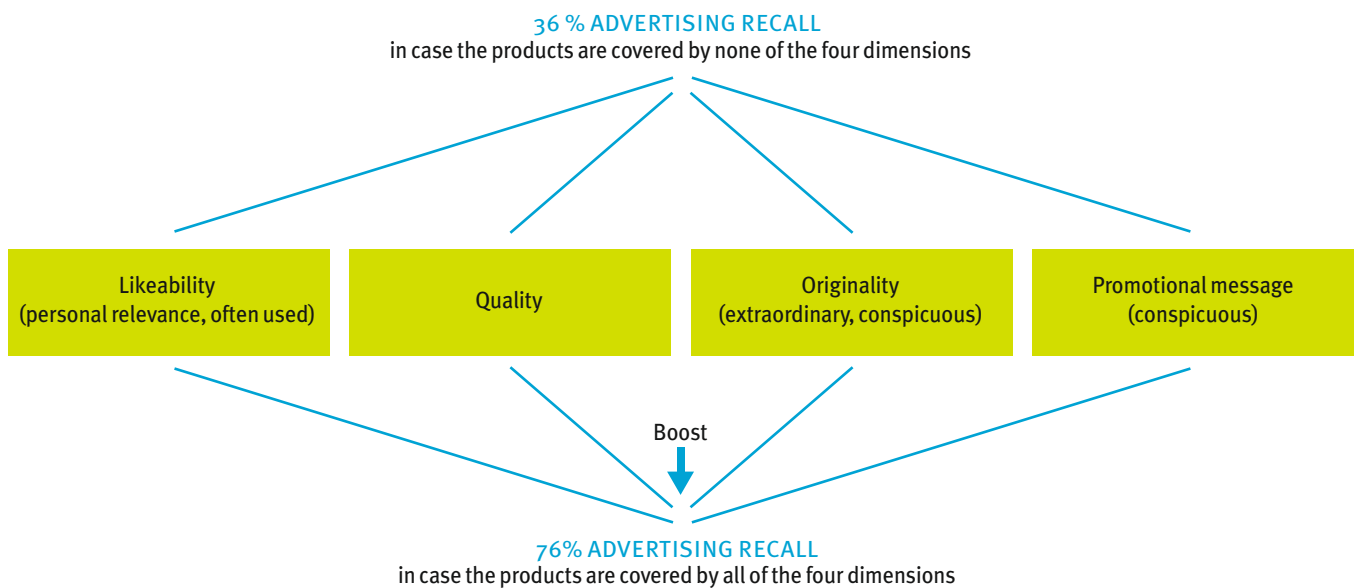 36 % ADVERTISING RECALL
in case the products are covered by none of the four dimensions
Likeability
(personal relevance, often used)
Quality
Originality
(extraordinary, conspicuous)
Promotional message
(conspicuous)
Boost
76% ADVERTISING RECALL
in case the products are covered by all of the four dimensions